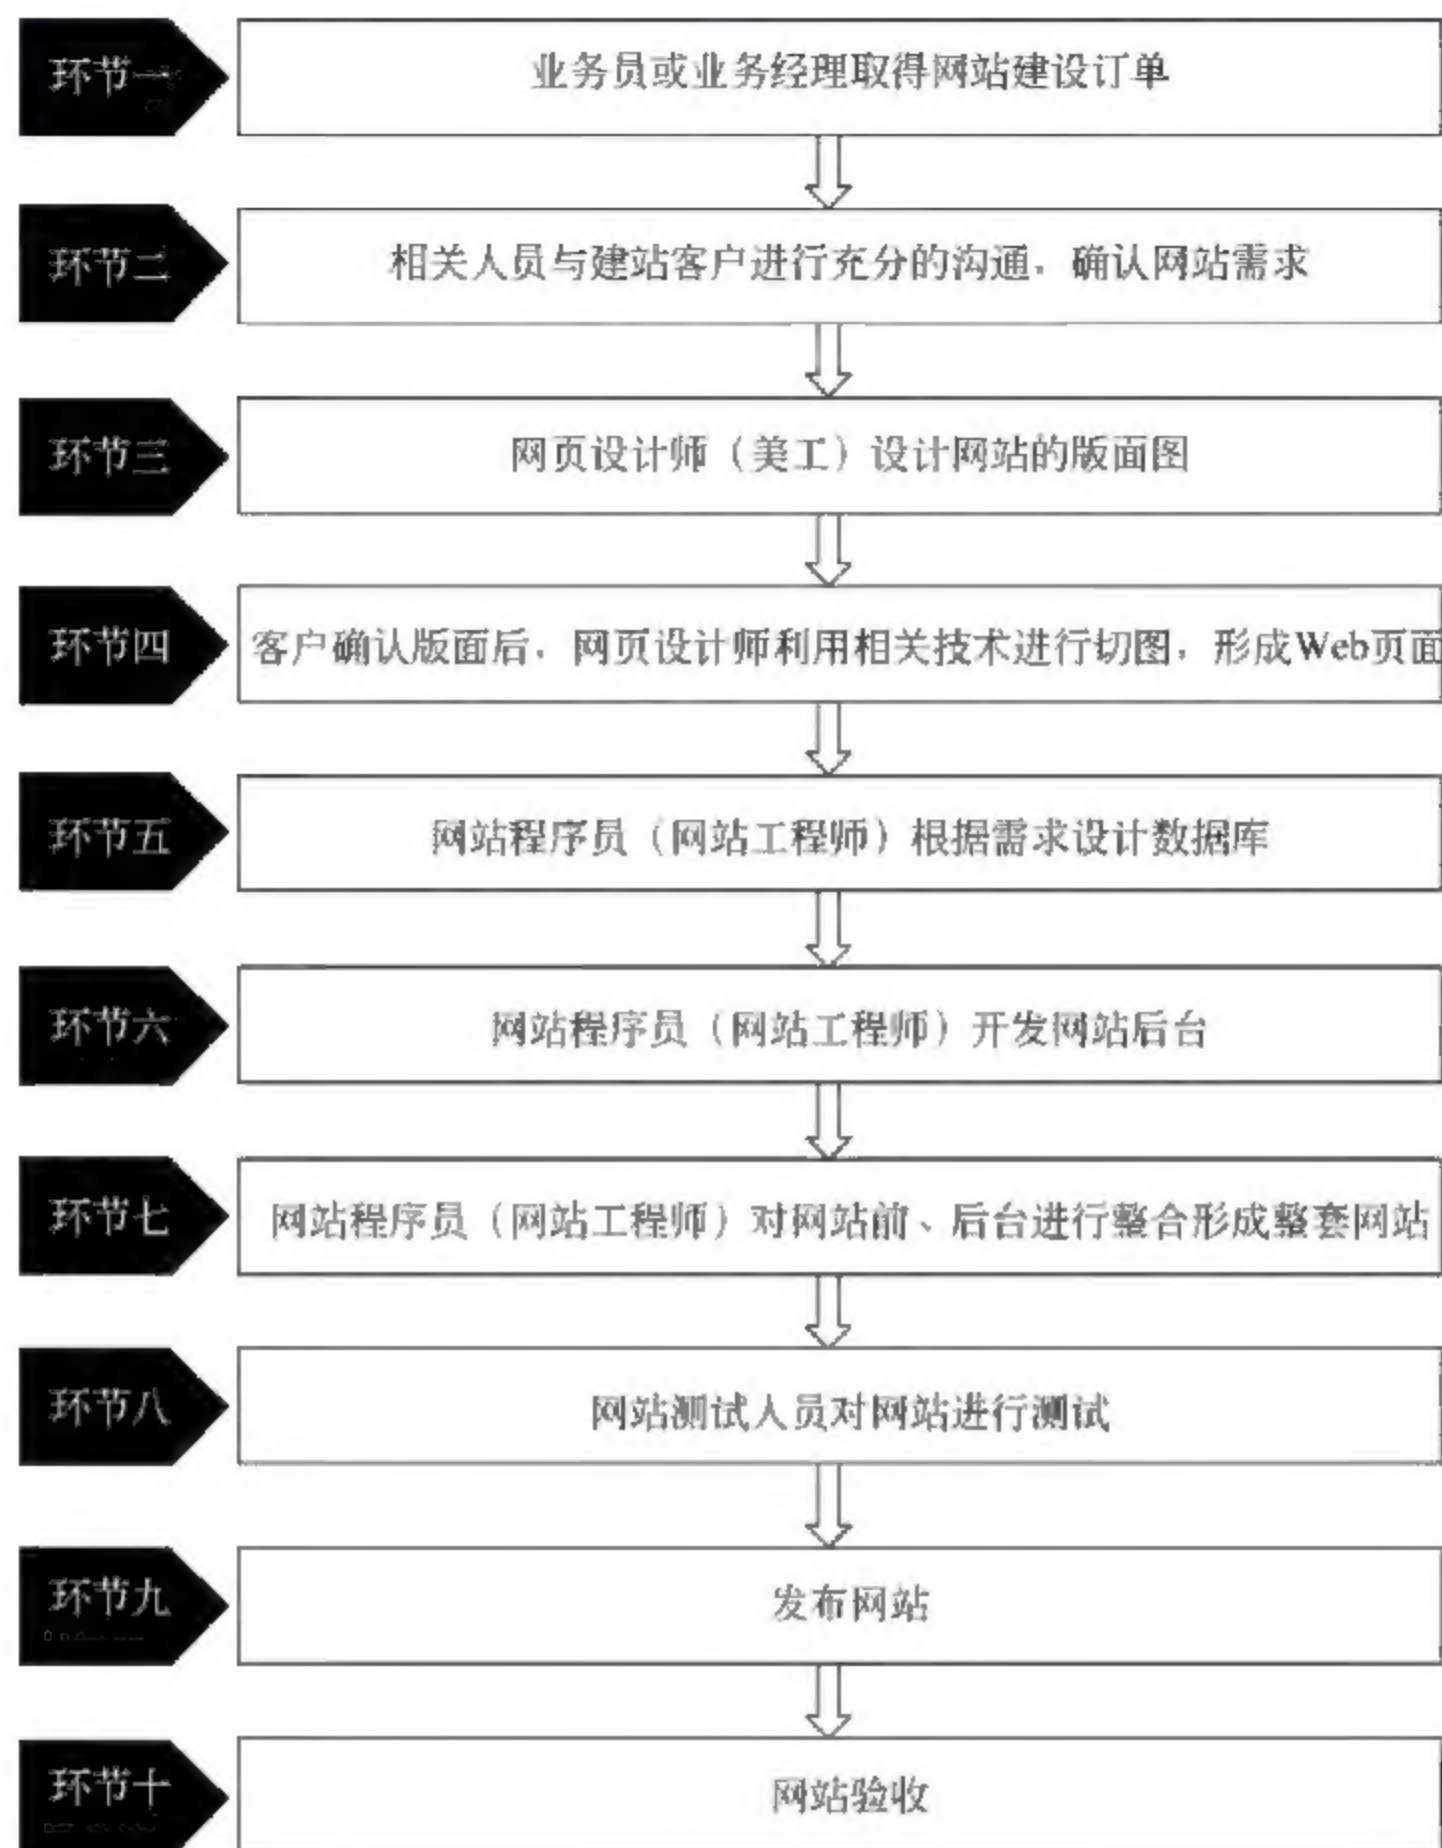 环节一
业务员或业务经理取得网站建设订单
环节二
相关人员与建站客户进行充分的沟通，确认网站需求
环节三
网页设计师（美工）设计网站的版面图
环节四
客户确认版面后，网页设计师利用相关技术进行切图，形成Web页面
环节五
网站程序员（网站工程师）根据需求设计数据库
环节六
网站程序员（网站工程师）开发网站后台
环节七
网站程序员（网站工程师）对网站前、后台进行整合形成整套网站
环节八
网站测试人员对网站进行测试
环节九
发布网站
环节十
网站验收